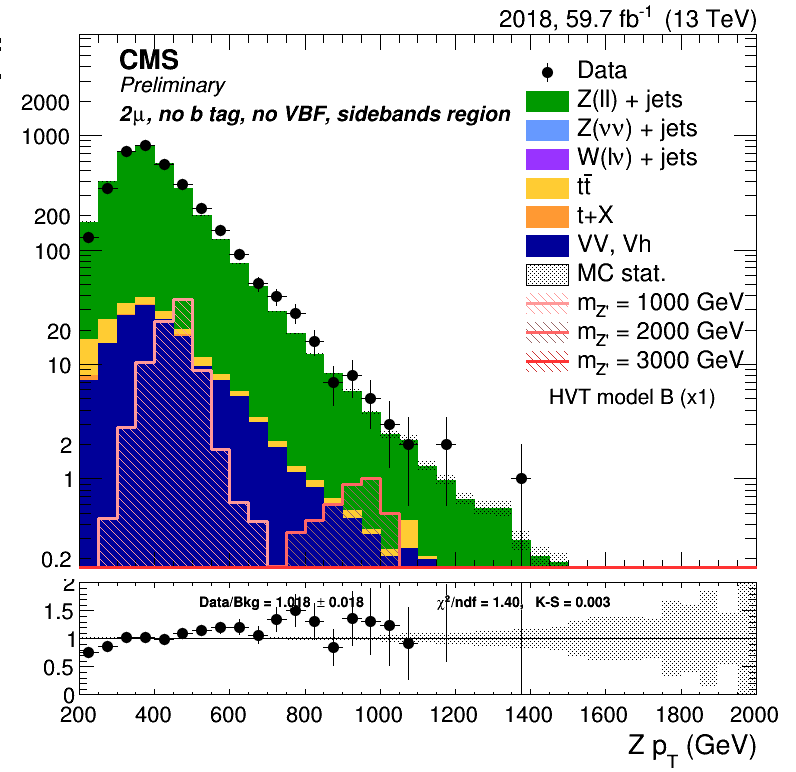 2018, 59.7 fb⁻¹ (13 TeV)
CMS
Preliminary
2μ, no b tag, no VBF, sidebands region
Data
Z(ll) + jets
Z(νν) + jets
W(lν) + jets
tt̄
t+X
VV, Vh
MC stat.
m_Z' = 1000 GeV
m_Z' = 2000 GeV
m_Z' = 3000 GeV
HVT model B (x1)
2000
1000
200
100
20
10
2
1
0.2
Data/Bkg = 1.018 ± 0.018
χ²/ndf = 1.40, K-S = 0.003
2
1.5
1
0.5
0
200 400 600 800 1000 1200 1400 1600 1800 2000
Z p_T (GeV)